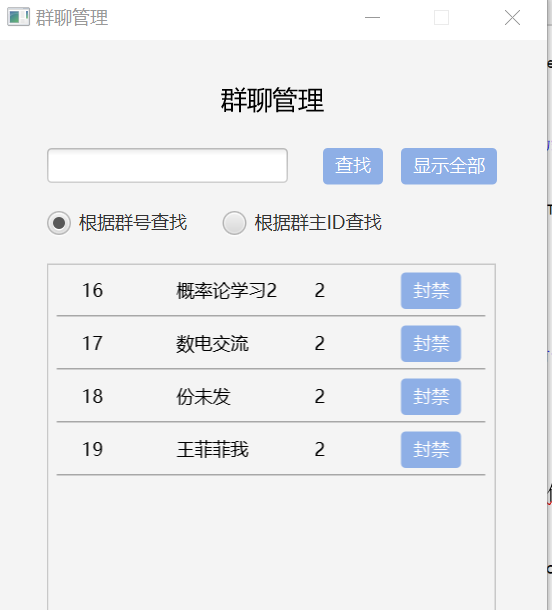 群聊管理
群聊管理
查找 显示全部
根据群号查找 根据群主ID查找
16 概率论学习2 2 封禁
17 数电交流 2 封禁
18 份未发 2 封禁
19 王菲菲我 2 封禁